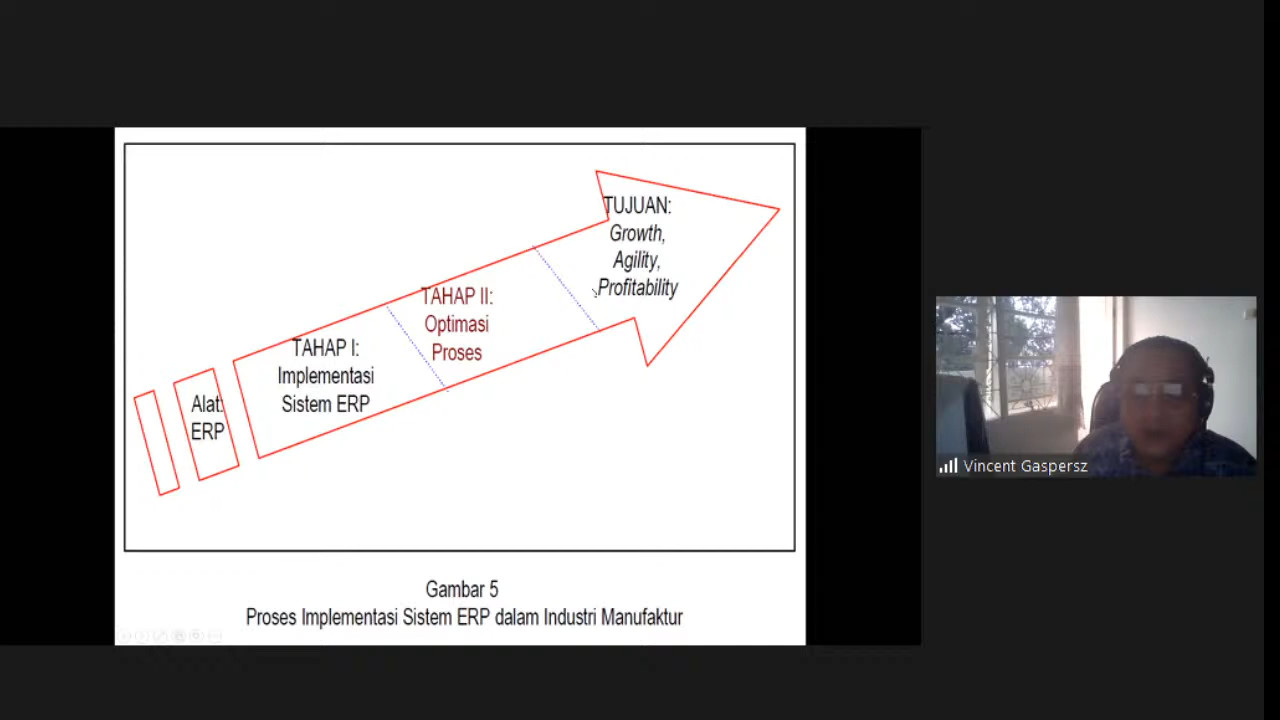 TUJUAN:
Growth,
Agility,
Profitability
TAHAP II:
Optimasi
Proses
TAHAP I:
Implementasi
Sistem ERP
Alat:
ERP
Gambar 5
Proses Implementasi Sistem ERP dalam Industri Manufaktur
Vincent Gaspersz